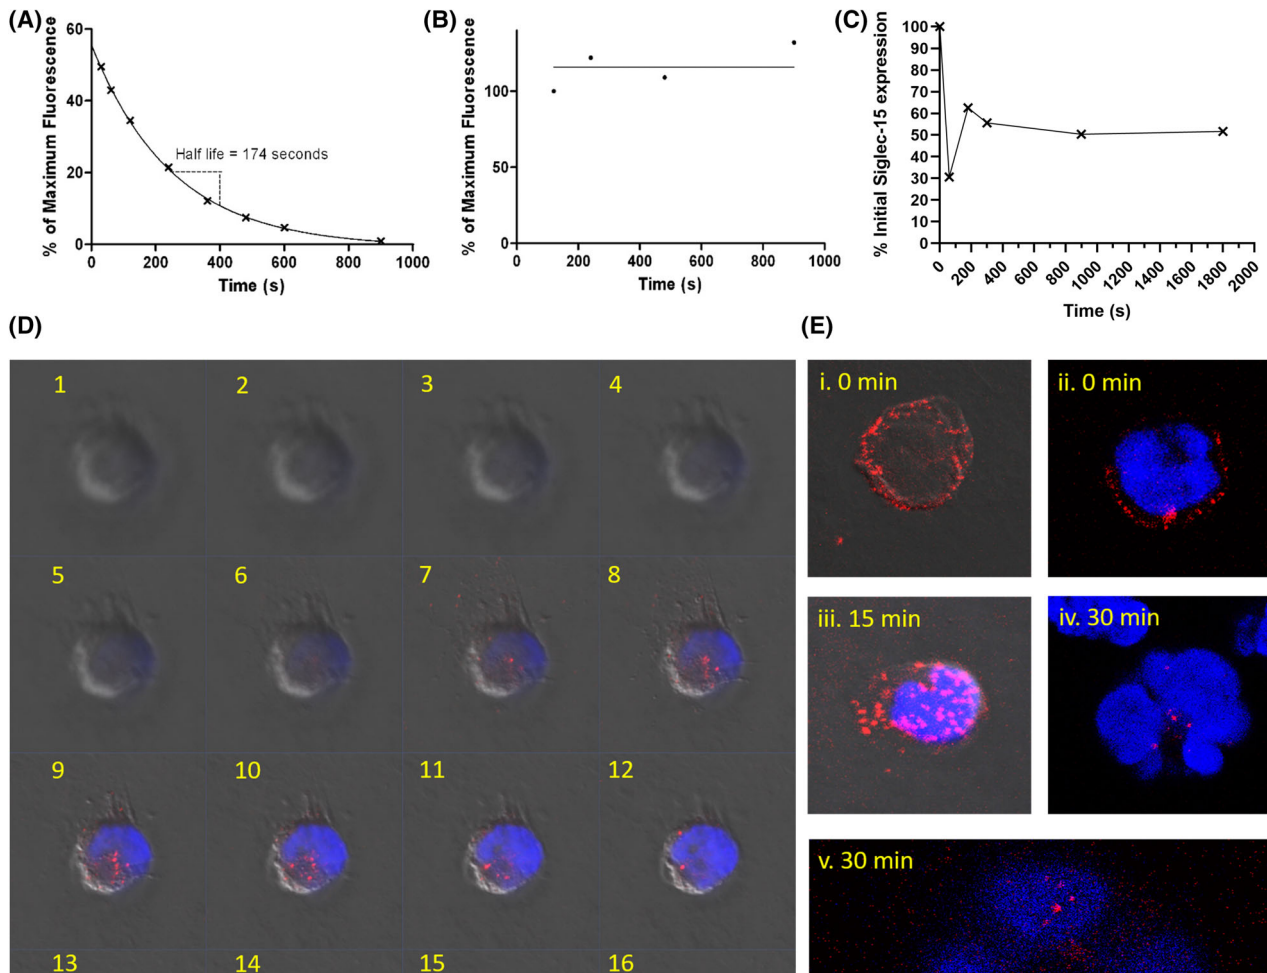 (A)
% of Maximum Fluorescence
60
40
20
0
Half life = 174 seconds
0 200 400 600 800 1000
Time (s)
(B)
% of Maximum Fluorescence
100
50
0
0 200 400 600 800 1000
Time (s)
(C)
% Initial Siglec-15 expression
100
90
80
70
60
50
40
30
20
10
0
0 200 400 600 800 1000 1200 1400 1600 1800 2000
Time (s)
(D)
1 2 3 4
5 6 7 8
9 10 11 12
13 14 15 16
(E)
i. 0 min
ii. 0 min
iii. 15 min
iv. 30 min
v. 30 min